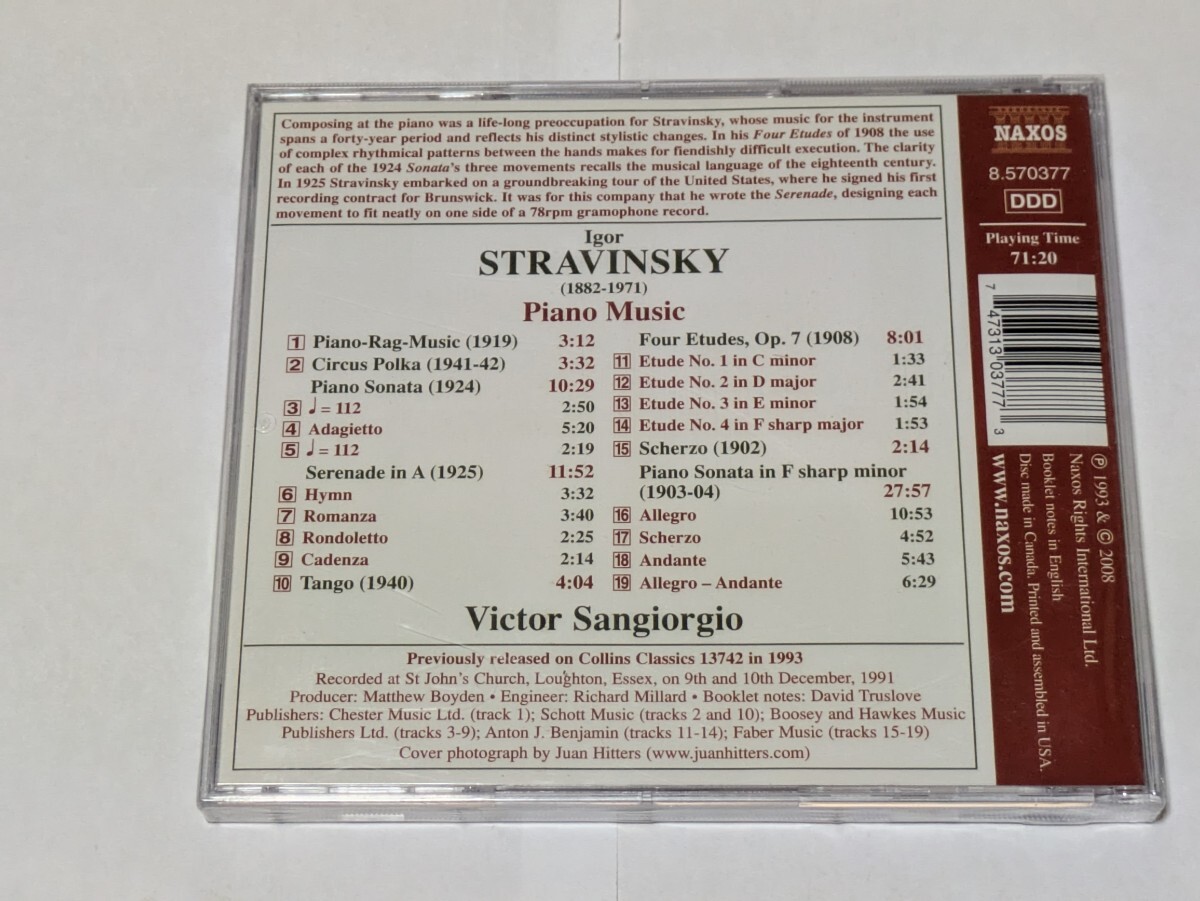 Composing at the piano was a life-long preoccupation for Stravinsky, whose music for the instrument
spans a forty-year period and reflects his distinct stylistic changes. In his Four Etudes of 1908 the use
of complex rhythmical patterns between the hands makes for fiendishly difficult execution. The clarity
of each of the 1924 Sonata's three movements recalls the musical language of the eighteenth century.
In 1925 Stravinsky embarked on a groundbreaking tour of the United States, where he signed his first
recording contract for Brunswick. It was for this company that he wrote the Serenade, designing each
movement to fit neatly on one side of a 78rpm gramophone record.
Igor
STRAVINSKY
(1882-1971)
Piano Music
1 Piano-Rag-Music (1919) 3:12
2 Circus Polka (1941-42) 3:32
Piano Sonata (1924) 10:29
3 ♩ = 112 2:50
4 Adagietto 5:20
5 ♩ = 112 2:19
Serenade in A (1925) 11:52
6 Hymn 3:32
7 Romanza 3:40
8 Rondoletto 2:25
9 Cadenza 2:14
10 Tango (1940) 4:04
Four Etudes, Op. 7 (1908) 8:01
11 Etude No. 1 in C minor 1:33
12 Etude No. 2 in D major 2:41
13 Etude No. 3 in E minor 1:54
14 Etude No. 4 in F sharp major 1:53
15 Scherzo (1902) 2:14
Piano Sonata in F sharp minor
(1903-04) 27:57
16 Allegro 10:53
17 Scherzo 4:52
18 Andante 5:43
19 Allegro – Andante 6:29
Victor Sangiorgio
Previously released on Collins Classics 13742 in 1993
Recorded at St John's Church, Loughton, Essex, on 9th and 10th December, 1991
Producer: Matthew Boyden • Engineer: Richard Millard • Booklet notes: David Truslove
Publishers: Chester Music Ltd. (track 1); Schott Music (tracks 2 and 10); Boosey and Hawkes Music
Publishers Ltd. (tracks 3-9); Anton J. Benjamin (tracks 11-14); Faber Music (tracks 15-19)
Cover photograph by Juan Hitters (www.juanhitters.com)
NAXOS
8.570377
DDD
Playing Time
71:20
7 47313 03777 3
℗ 1993 & © 2008
Naxos Rights International Ltd.
Booklet notes in English
Disc made in Canada. Printed and assembled in USA.
www.naxos.com